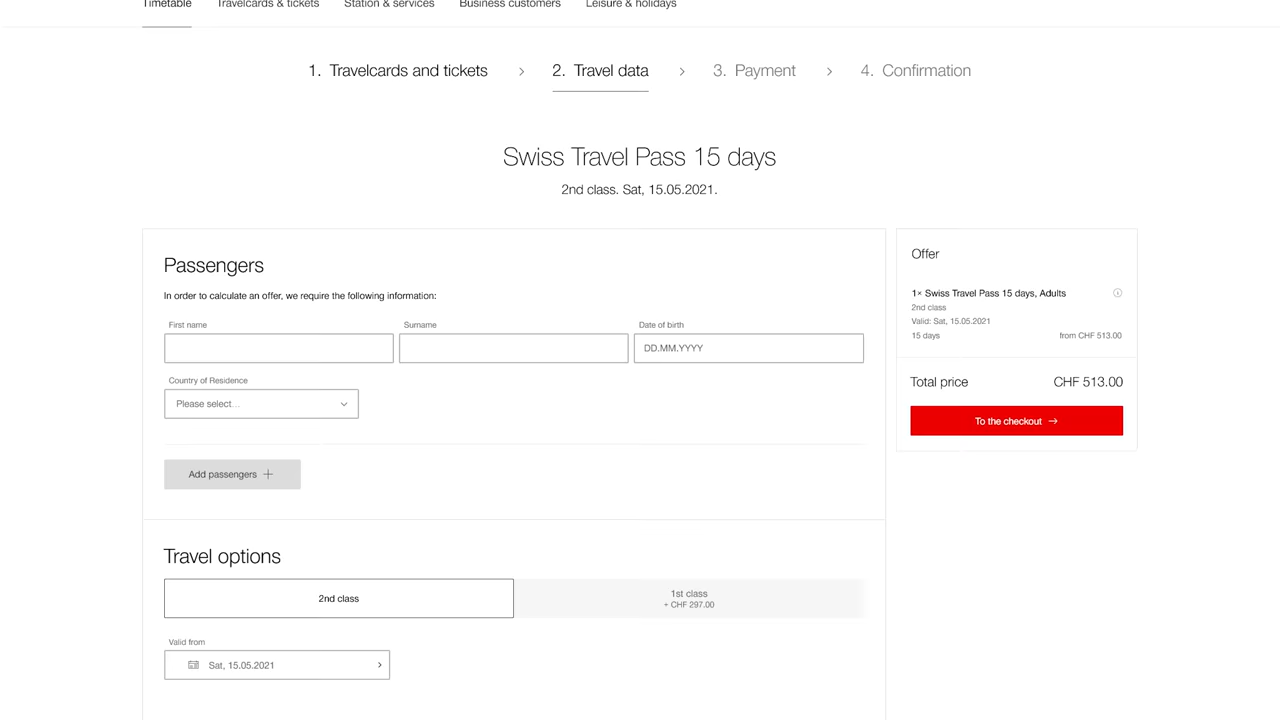 Timetable Travelcards & tickets Station & services Business customers Leisure & holidays
1. Travelcards and tickets > 2. Travel data > 3. Payment > 4. Confirmation
Swiss Travel Pass 15 days
2nd class. Sat, 15.05.2021.
Passengers
In order to calculate an offer, we require the following information:
First name Surname Date of birth
DD.MM.YYYY
Country of Residence
Please select...
Add passengers
Travel options
2nd class
1st class
+ CHF 297.00
Valid from
Sat, 15.05.2021
Offer
1× Swiss Travel Pass 15 days, Adults
2nd class
Valid: Sat, 15.05.2021
15 days from CHF 513.00
Total price CHF 513.00
To the checkout →